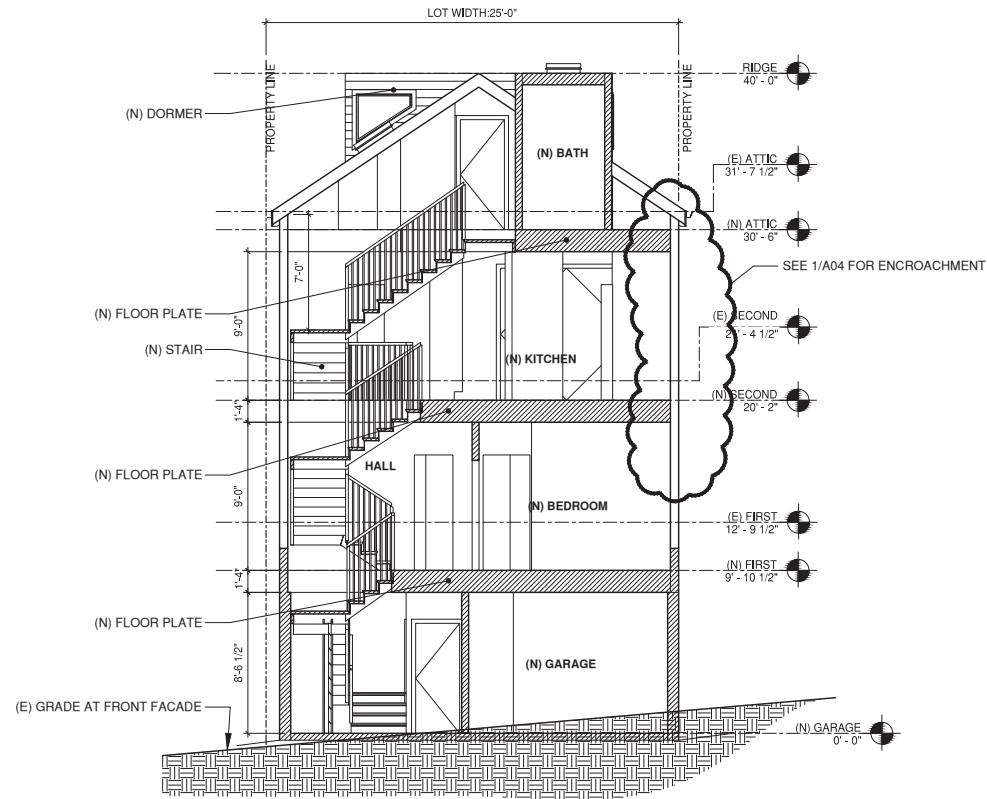 LOT WIDTH:25'-0"
PROPERTY LINE
PROPERTY LINE
RIDGE
40' - 0"
(N) DORMER
(N) BATH
(E) ATTIC
31' - 7 1/2"
(N) ATTIC
30' - 6"
SEE 1/A04 FOR ENCROACHMENT
7'-0"
9'-0"
(N) FLOOR PLATE
(E) SECOND
- 4 1/2"
(N) STAIR
(N) KITCHEN
(N) SECOND
20' - 2"
1'-4"
(N) FLOOR PLATE
HALL
9'-0"
(N) BEDROOM
(E) FIRST
12' - 9 1/2"
(N) FIRST
9' - 10 1/2"
1'-4"
(N) FLOOR PLATE
8'-6 1/2"
(N) GARAGE
(E) GRADE AT FRONT FACADE
(N) GARAGE
0' - 0"